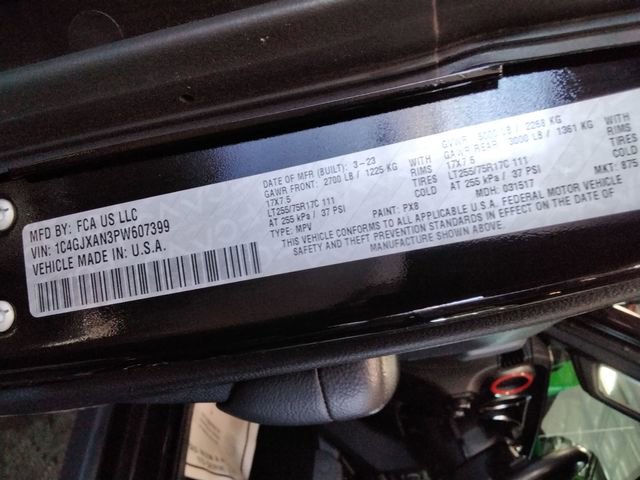 MFD BY: FCA US LLC
VIN: 1C4GJXAN3PW607399
VEHICLE MADE IN: U.S.A.
DATE OF MFR (BUILT): 3-23
GAWR FRONT: 2700 LB / 1225 KG WITH
17X7.5 RIMS
LT255/75R17C 111 TIRES
AT 255 kPa / 37 PSI COLD
TYPE: MPV PAINT: PX8
GVWR 5000 LB / 2268 KG
GAWR REAR 3000 LB / 1361 KG WITH
17X7.5 RIMS
LT255/75R17C 111 TIRES
AT 255 kPa / 37 PSI COLD
MDH: 031517 MKT: 875
THIS VEHICLE CONFORMS TO ALL APPLICABLE U.S.A. FEDERAL MOTOR VEHICLE
SAFETY AND THEFT PREVENTION STANDARDS IN EFFECT ON THE DATE OF MANUFACTURE SHOWN ABOVE.